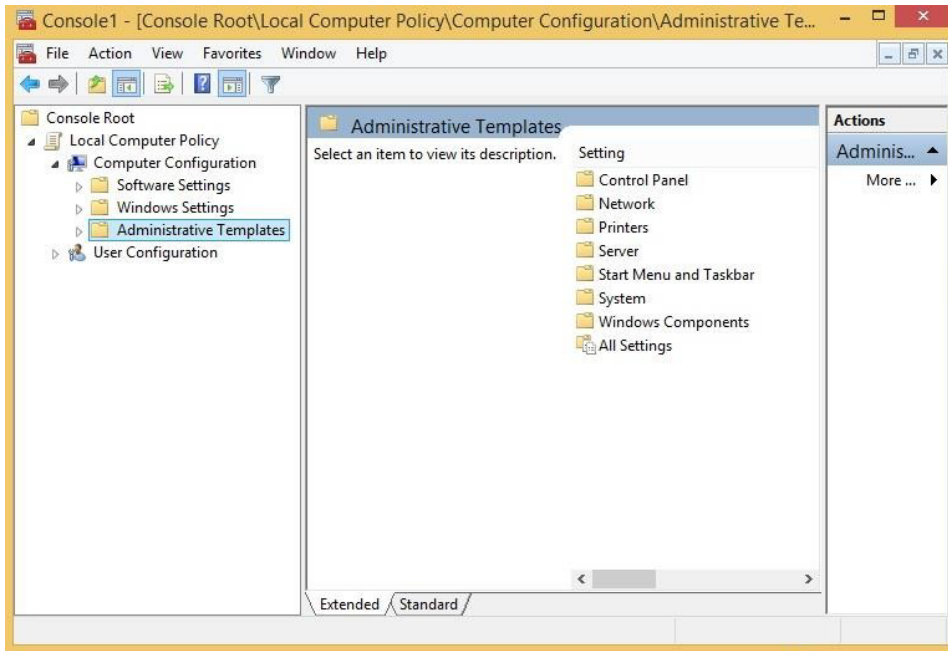 Console1 - [Console Root\Local Computer Policy\Computer Configuration\Administrative Te...
File Action View Favorites Window Help
Console Root
Local Computer Policy
Computer Configuration
Software Settings
Windows Settings
Administrative Templates
User Configuration
Administrative Templates
Select an item to view its description.
Setting
Control Panel
Network
Printers
Server
Start Menu and Taskbar
System
Windows Components
All Settings
Extended Standard
Actions
Adminis...
More ...